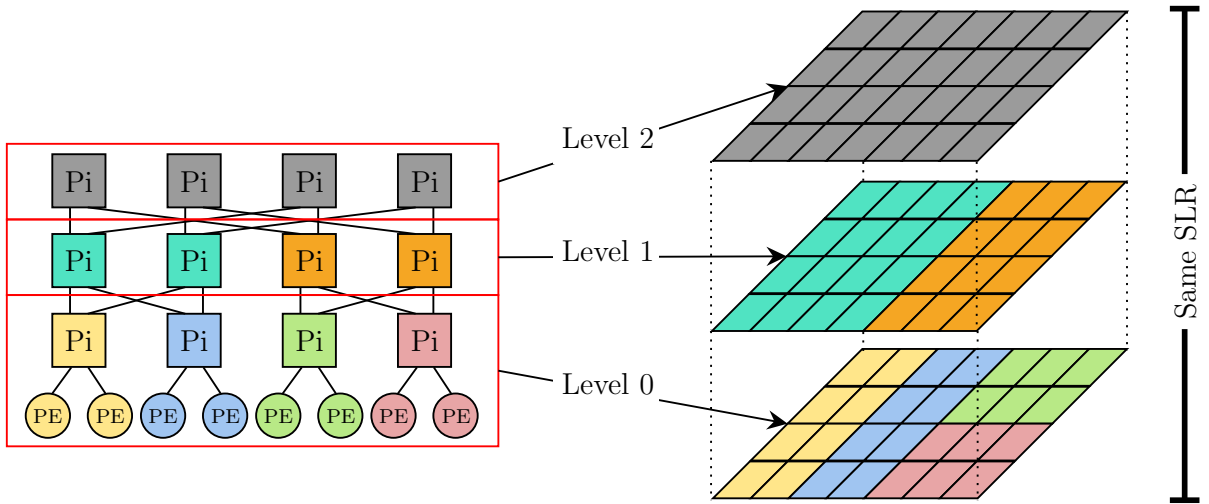 Level 2
Pi Pi Pi Pi
Level 1
Pi Pi Pi Pi
Same SLR
Pi Pi Pi Pi
Level 0
PE PE PE PE PE PE PE PE